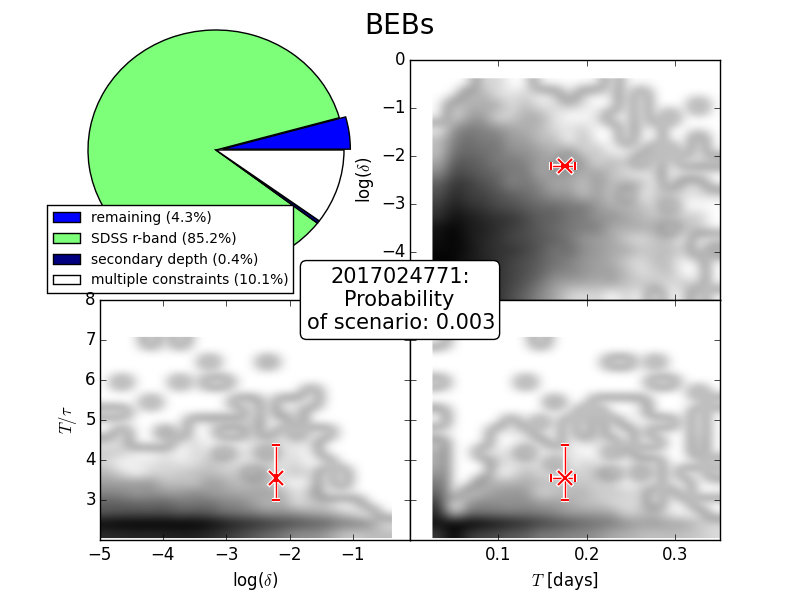 BEBs
0
−1
−2
−3
−4
log(δ)
remaining (4.3%)
SDSS r-band (85.2%)
secondary depth (0.4%)
multiple constraints (10.1%)
2017024771:
Probability
of scenario: 0.003
8
7
6
5
4
3
T/τ
−5 −4 −3 −2 −1
log(δ)
0.1 0.2 0.3
T [days]